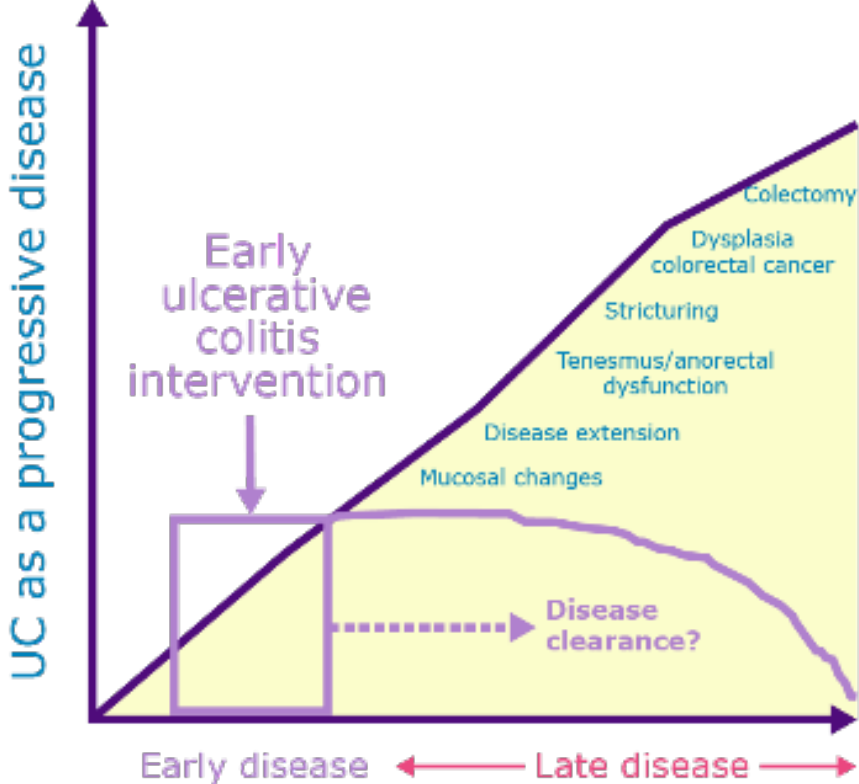 UC as a progressive disease
Early
ulcerative
colitis
intervention
Colectomy
Dysplasia
colorectal cancer
Stricturing
Tenesmus/anorectal
dysfunction
Disease extension
Mucosal changes
Disease
clearance?
Early disease
Late disease